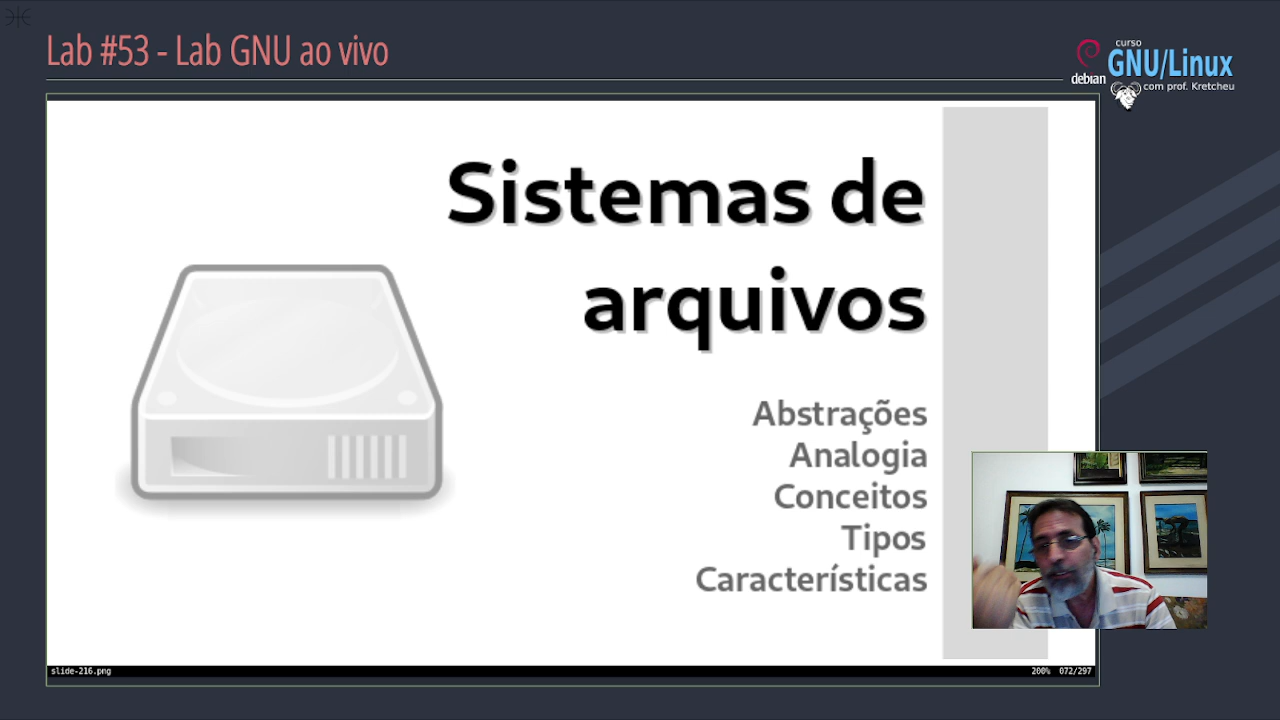 Lab #53 - Lab GNU ao vivo
curso
GNU/Linux
debian
com prof. Kretcheu
Sistemas de
arquivos
Abstrações
Analogia
Conceitos
Tipos
Características
slide-216.png
200% 072/297